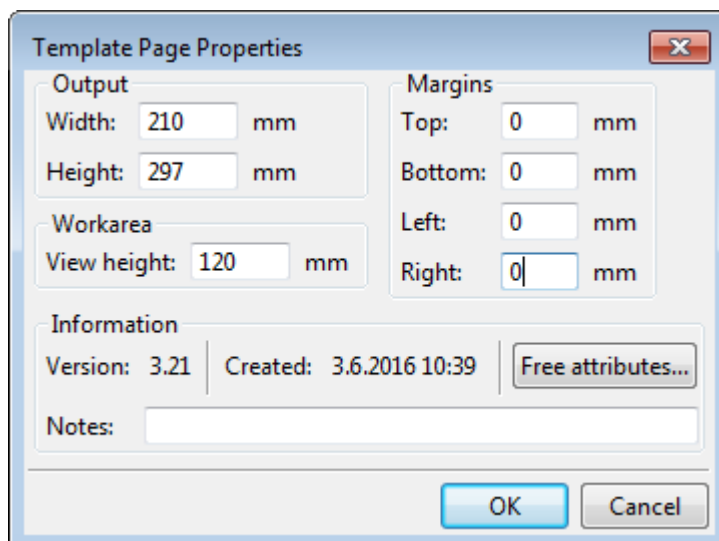 Template Page Properties
Output
Width: 210 mm
Height: 297 mm
Workarea
View height: 120 mm
Margins
Top: 0 mm
Bottom: 0 mm
Left: 0 mm
Right: 0 mm
Information
Version: 3.21 Created: 3.6.2016 10:39 Free attributes...
Notes:
OK Cancel